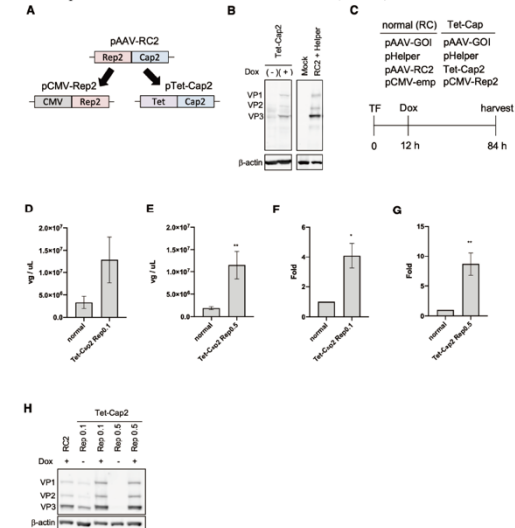 A
pAAV-RC2
Rep2 Cap2
pCMV-Rep2 pTet-Cap2
CMV Rep2 Tet Cap2
B
Tet-Cap2
Mock
RC2 + Helper
Dox (-) (+)
VP1
VP2
VP3
β-actin
C
normal (RC) Tet-Cap
pAAV-GOI pAAV-GOI
pHelper pHelper
pAAV-RC2 Tet-Cap2
pCMV-emp pCMV-Rep2
TF Dox harvest
0 12 h 84 h
D
vg / uL
2.0×10⁷
1.5×10⁷
1.0×10⁷
5.0×10⁶
0.0
normal
Tet-Cap2 Rep0.1
E
vg / uL
2.0×10⁷
1.5×10⁷
1.0×10⁷
5.0×10⁶
0.0
**
normal
Tet-Cap2 Rep0.5
F
Fold
6
4
2
0
*
normal
Tet-Cap2 Rep0.1
G
Fold
15
10
5
0
**
normal
Tet-Cap2 Rep0.5
H
Tet-Cap2
RC2
Rep 0.1
Rep 0.1
Rep 0.5
Rep 0.5
Dox + - + - +
VP1
VP2
VP3
β-actin